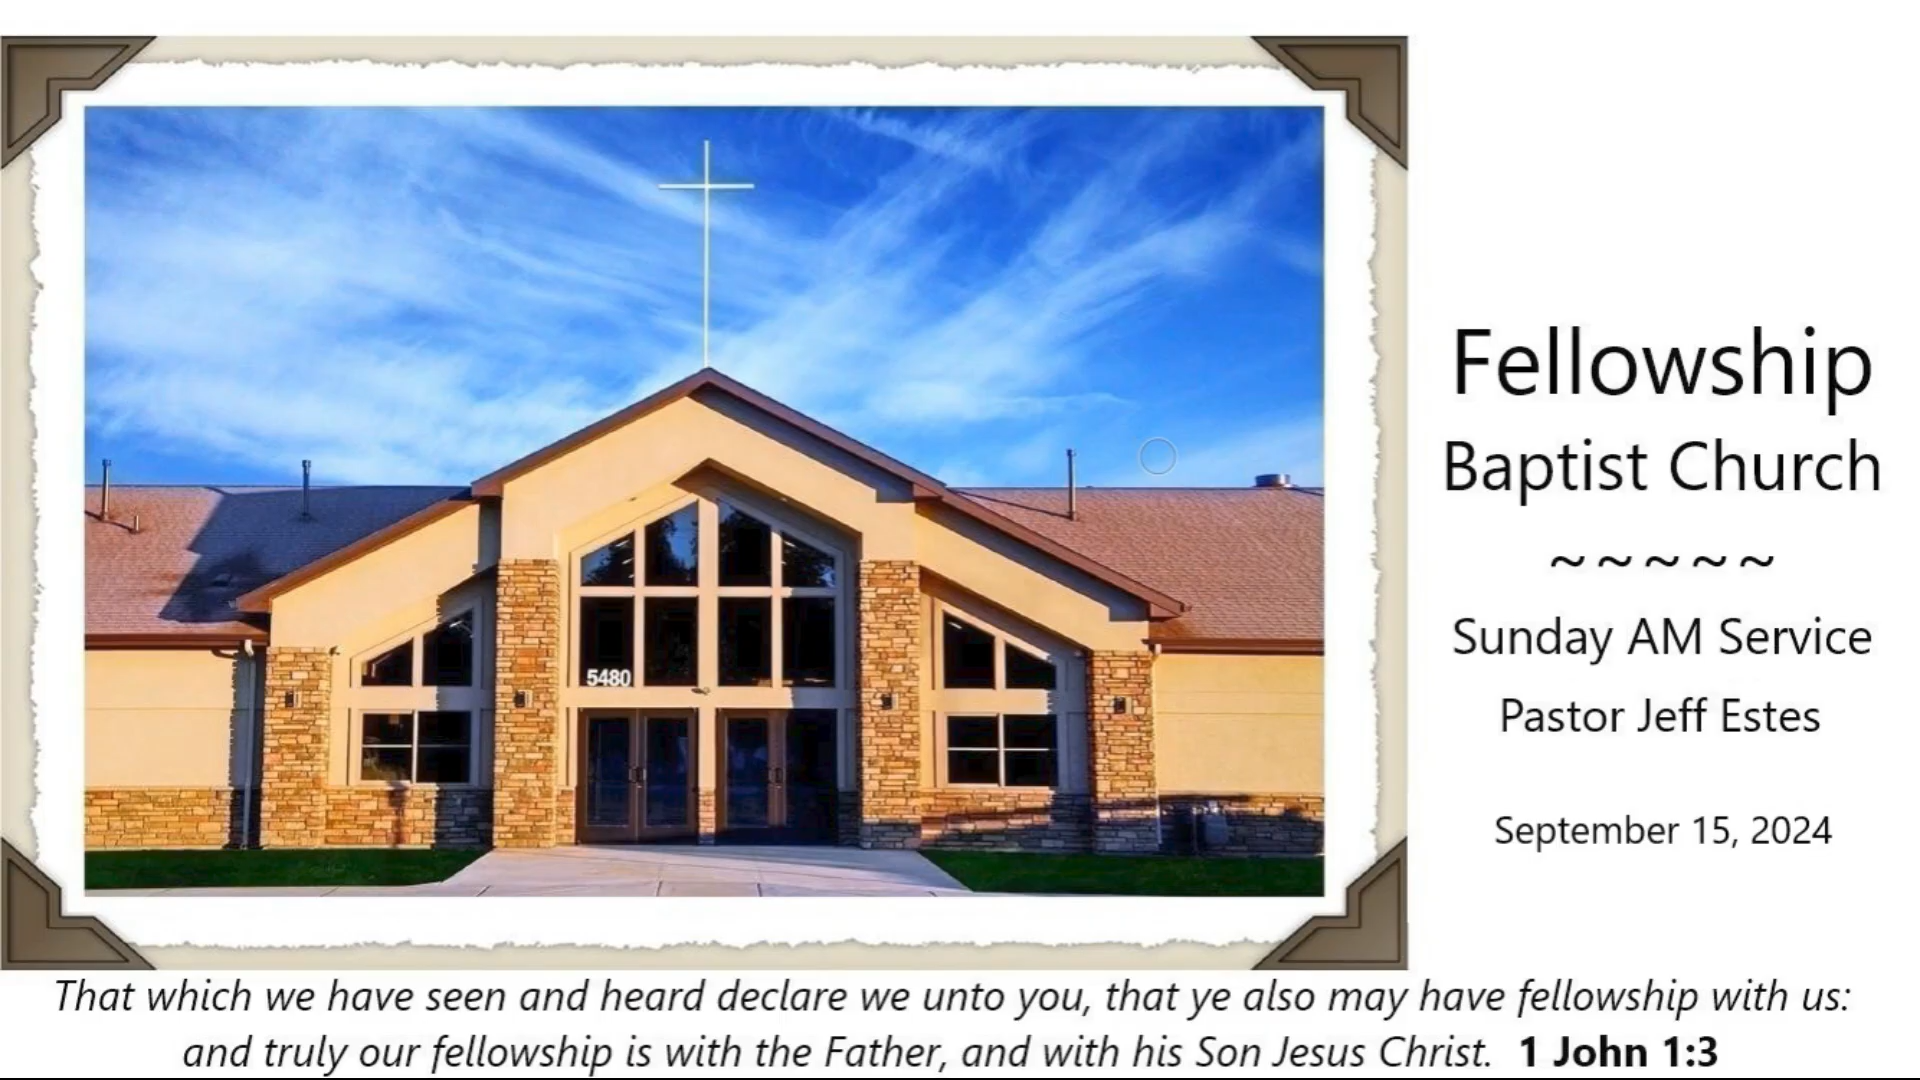 Fellowship
Baptist Church
~ ~ ~ ~ ~
Sunday AM Service
Pastor Jeff Estes
September 15, 2024
5480
That which we have seen and heard declare we unto you, that ye also may have fellowship with us:
and truly our fellowship is with the Father, and with his Son Jesus Christ. 1 John 1:3